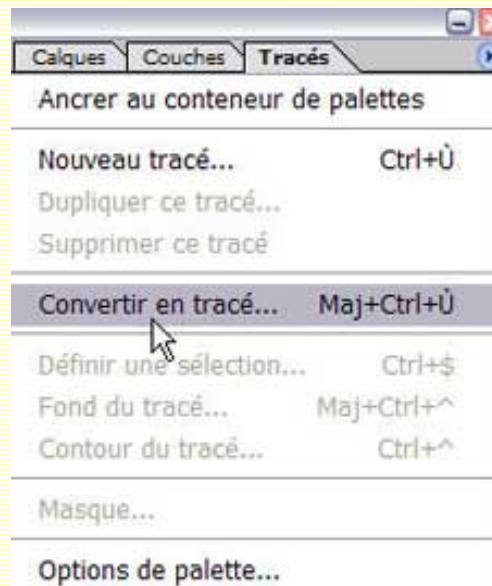 Calques Couches Tracés
Ancrer au conteneur de palettes
Nouveau tracé... Ctrl+Ù
Dupliquer ce tracé...
Supprimer ce tracé
Convertir en tracé... Maj+Ctrl+Ù
Définir une sélection... Ctrl+$
Fond du tracé... Maj+Ctrl+^
Contour du tracé... Ctrl+^
Masque...
Options de palette...